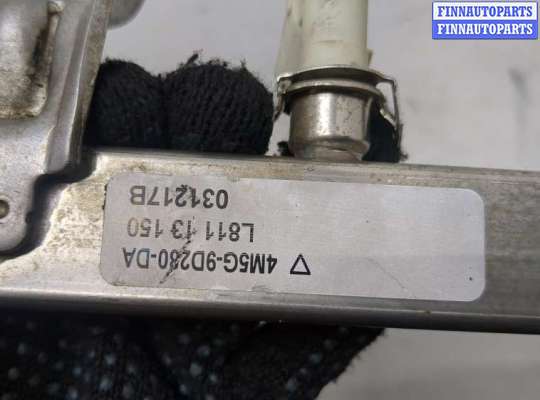 FINNAUTOPARTS
FINNAUTOPARTS
4M5G-9D280-DA
L811 13 150
031217B